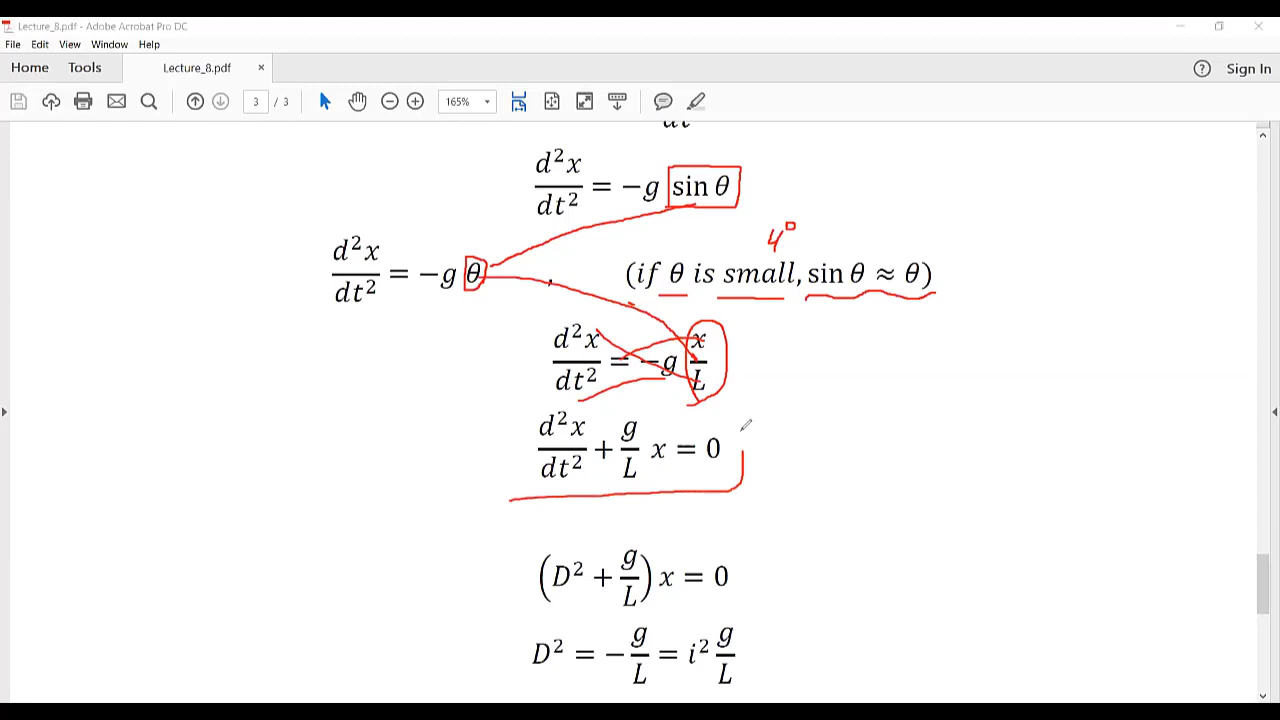 Lecture_8.pdf - Adobe Acrobat Pro DC
File Edit View Window Help
Home Tools Lecture_8.pdf × ? Sign In
3 / 3 165%
d²x/dt² = −g sin θ
4°
d²x/dt² = −g θ , (if θ is small, sin θ ≈ θ)
d²x/dt² = −g x/L
d²x/dt² + g/L x = 0
(D² + g/L) x = 0
D² = − g/L = i² g/L